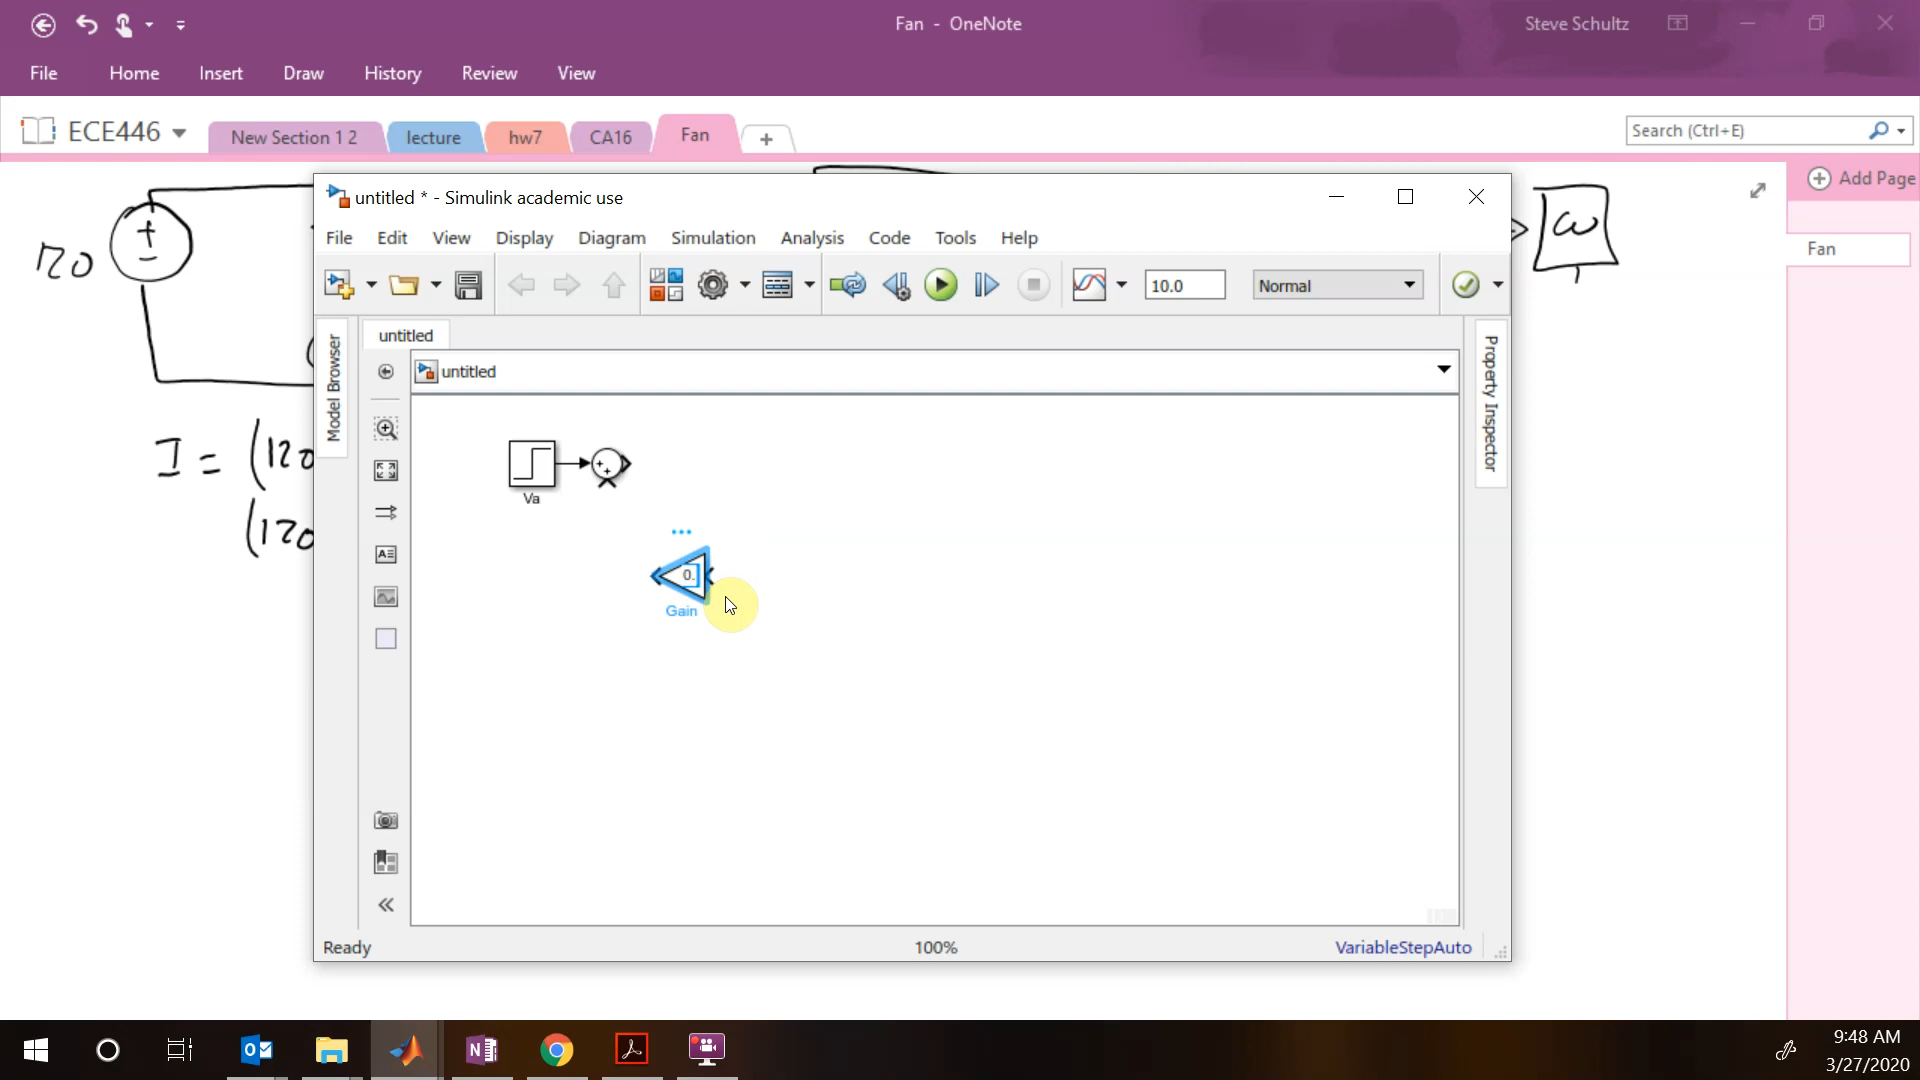 Fan - OneNote
Steve Schultz
File Home Insert Draw History Review View
ECE446
New Section 1 2
lecture
hw7
CA16
Fan
+
Search (Ctrl+E)
Add Page
Fan
120
+
-
ω
I = (120
(120
untitled * - Simulink academic use
File Edit View Display Diagram Simulation Analysis Code Tools Help
10.0
Normal
Model Browser
untitled
untitled
Property Inspector
Va
+
+
...
0.
Gain
Ready
100%
VariableStepAuto
9:48 AM
3/27/2020